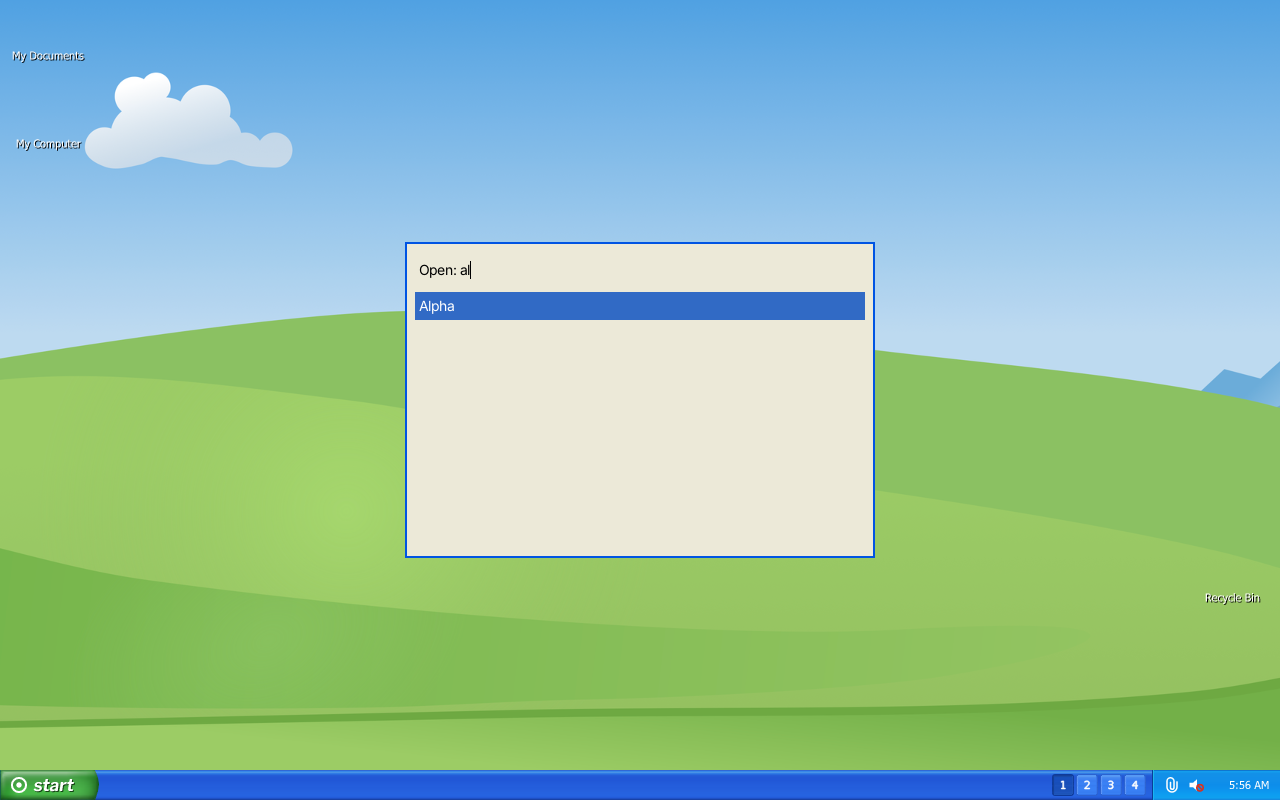 My Documents
My Computer
Open: al
Alpha
Recycle Bin
start
1 2 3 4
5:56 AM